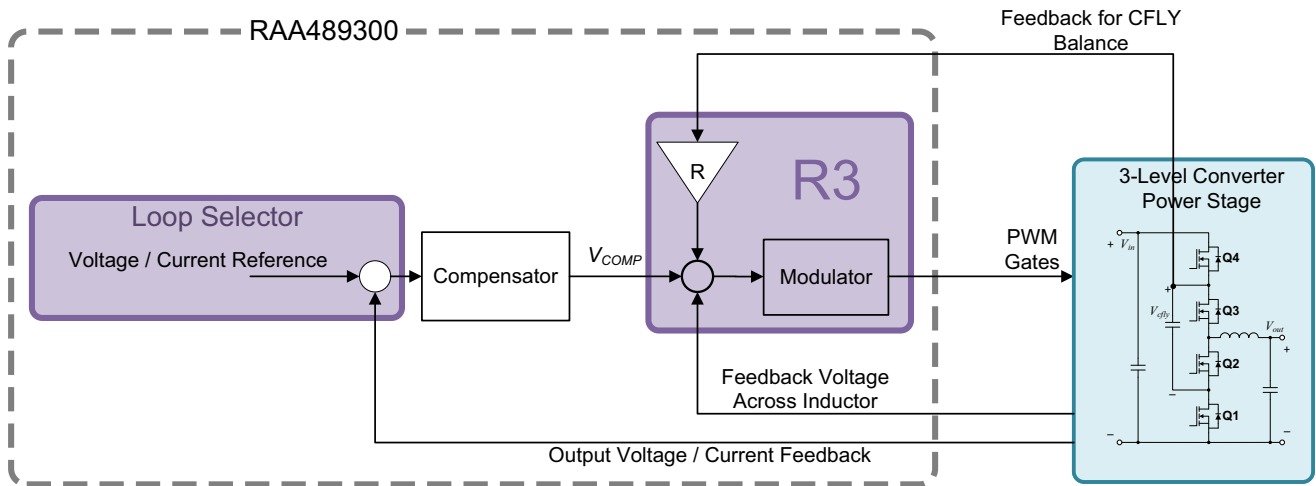 RAA489300
Feedback for CFLY
Balance
R
R3
Loop Selector
Voltage / Current Reference
Compensator
VCOMP
Modulator
PWM
Gates
3-Level Converter
Power Stage
+
Vin
Q4
+
Vcfly
Q3
Vout
+
Q2
−
Q1
−
−
Feedback Voltage
Across Inductor
Output Voltage / Current Feedback